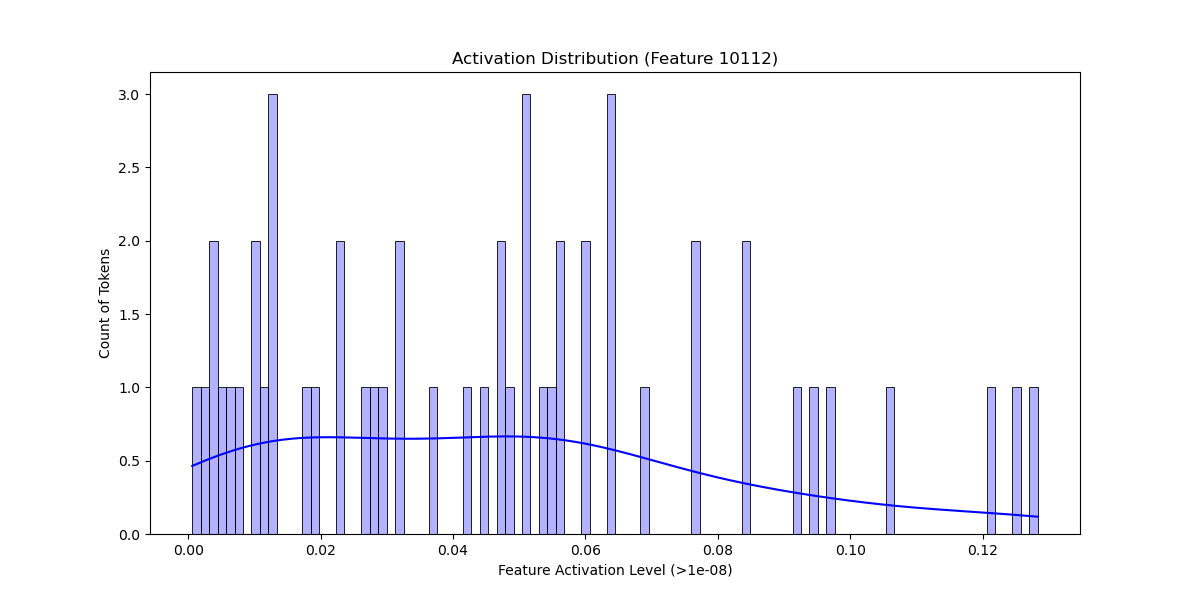 Activation Distribution (Feature 10112)
3.0
2.5
2.0
1.5
1.0
0.5
0.0
Count of Tokens
0.00 0.02 0.04 0.06 0.08 0.10 0.12
Feature Activation Level (>1e-08)